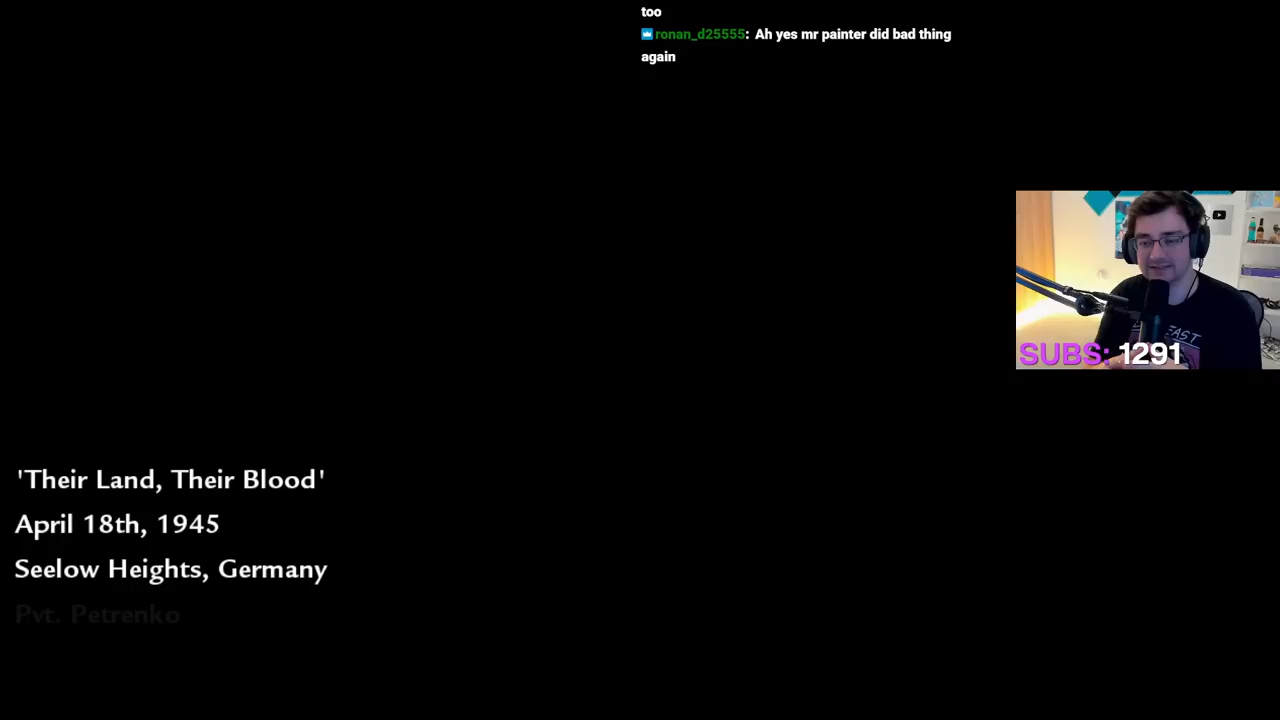 too
ronan_d25555: Ah yes mr painter did bad thing
again
EAST
SUBS: 1291
'Their Land, Their Blood'
April 18th, 1945
Seelow Heights, Germany
Pvt. Petrenko